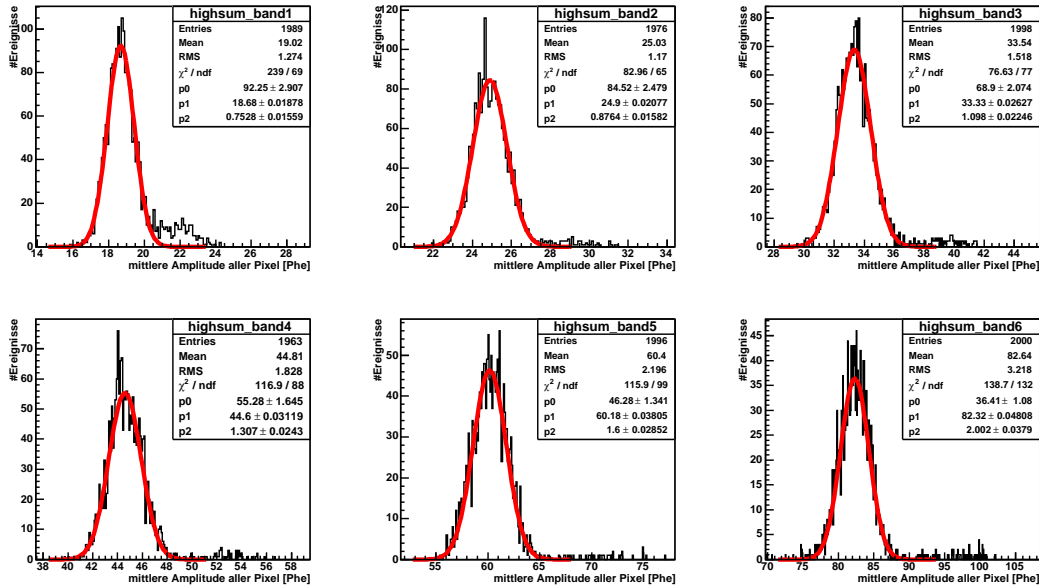 highsum_band1
Entries 1989
Mean 19.02
RMS 1.274
χ² / ndf 239 / 69
p0 92.25 ± 2.907
p1 18.68 ± 0.01878
p2 0.7528 ± 0.01559
#Ereignisse
100
80
60
40
20
0
14 16 18 20 22 24 26 28
mittlere Amplitude aller Pixel [Phe]
highsum_band2
Entries 1976
Mean 25.03
RMS 1.17
χ² / ndf 82.96 / 65
p0 84.52 ± 2.479
p1 24.9 ± 0.02077
p2 0.8764 ± 0.01582
#Ereignisse
120
100
80
60
40
20
0
22 24 26 28 30 32 34
mittlere Amplitude aller Pixel [Phe]
highsum_band3
Entries 1998
Mean 33.54
RMS 1.518
χ² / ndf 76.63 / 77
p0 68.9 ± 2.074
p1 33.33 ± 0.02627
p2 1.098 ± 0.02246
#Ereignisse
80
70
60
50
40
30
20
10
0
28 30 32 34 36 38 40 42 44
mittlere Amplitude aller Pixel [Phe]
highsum_band4
Entries 1963
Mean 44.81
RMS 1.828
χ² / ndf 116.9 / 88
p0 55.28 ± 1.645
p1 44.6 ± 0.03119
p2 1.307 ± 0.0243
#Ereignisse
70
60
50
40
30
20
10
0
38 40 42 44 46 48 50 52 54 56 58
mittlere Amplitude aller Pixel [Phe]
highsum_band5
Entries 1996
Mean 60.4
RMS 2.196
χ² / ndf 115.9 / 99
p0 46.28 ± 1.341
p1 60.18 ± 0.03805
p2 1.6 ± 0.02852
#Ereignisse
50
40
30
20
10
0
55 60 65 70 75
mittlere Amplitude aller Pixel [Phe]
highsum_band6
Entries 2000
Mean 82.64
RMS 3.218
χ² / ndf 138.7 / 132
p0 36.41 ± 1.08
p1 82.32 ± 0.04808
p2 2.002 ± 0.0379
#Ereignisse
45
40
35
30
25
20
15
10
5
0
70 75 80 85 90 95 100 105
mittlere Amplitude aller Pixel [Phe]